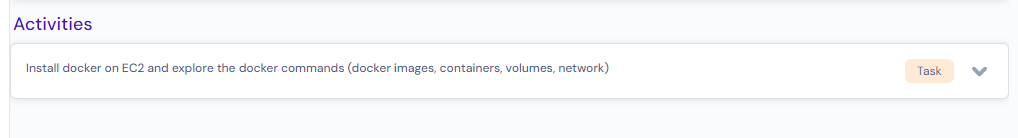 Activities
Install docker on EC2 and explore the docker commands (docker images, containers, volumes, network)
Task